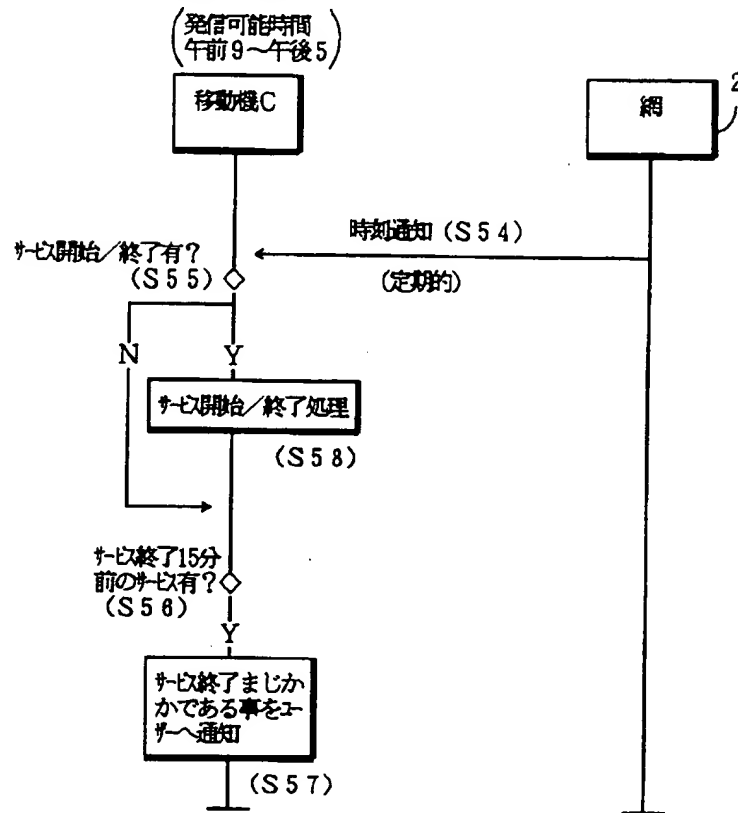 発信可能時間
午前9～午後5
移動機C
網
2
時刻通知(S54)
(定期的)
サービス開始／終了有?
(S55)
N
Y
サービス開始／終了処理
(S58)
サービス終了15分
前のサービス有?
(S56)
Y
サービス終了まじか
かである事をユー
ザーへ通知
(S57)